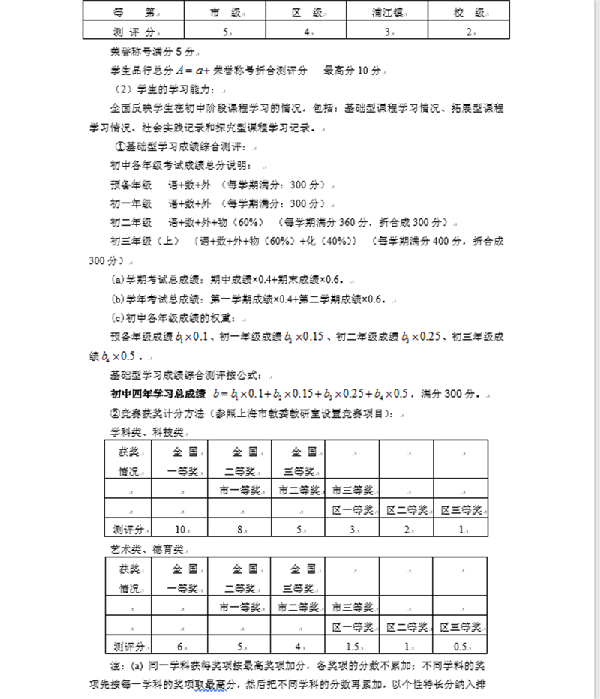 每 第 市 级 区 级 浦江镇 校 级
测 评 分 5 4 3 2
荣誉称号满分 5 分
学生品行总分 A = a + 荣誉称号折合测评分 最高分 10 分。
（2）学生的学习能力：
全面反映学生在初中阶段课程学习的情况，包括：基础型课程学习情况、拓展型课程
学习情况、社会实践记录和探究型课程学习记录。
①基础型学习成绩综合测评：
初中各年级考试成绩总分说明：
预备年级 语+数+外 （每学期满分：300 分）
初一年级 语+数+外 （每学期满分：300 分）
初二年级 语+数+外+物（60%） （每学期满分 360 分，折合成 300 分）
初三年级（上） （语+数+外+物（60%）+化（40%）） （每学期满分 400 分，折合成
300 分）
(a)学期考试总成绩：期中成绩×0.4+期末成绩×0.6。
(b)学年考试总成绩：第一学期成绩×0.4+第二学期成绩×0.6。
(c)初中各年级成绩的权重：
预备年级成绩 b₁×0.1、初一年级成绩 b₂×0.15、初二年级成绩 b₃×0.25、初三年级成
绩 b₄×0.5 。
基础型学习成绩综合测评按公式：
初中四年学习总成绩 b = b₁×0.1+b₂×0.15+b₃×0.25+b₄×0.5，满分 300 分。
②竞赛获奖计分方法（参照上海市教委教研室设置竞赛项目）：
学科类、科技类
获奖 全 国 全 国 全 国
情况 一等奖 二等奖 三等奖
市一等奖 市二等奖 市三等奖
区一等奖 区二等奖 区三等奖
测评分 10 8 5 3 2 1
艺术类、德育类
获奖 全 国 全 国 全 国
情况 一等奖 二等奖 三等奖
市一等奖 市二等奖 市三等奖
区一等奖 区二等奖 区三等奖
测评分 6 5 4 1.5 1 0.5
注：(a) 同一学科获得奖项按最高奖项加分，各奖项的分数不累加；不同学科的奖
项先按每一学科的奖项取最高分，然后把不同学科的分数再累加，以个性特长分纳入综